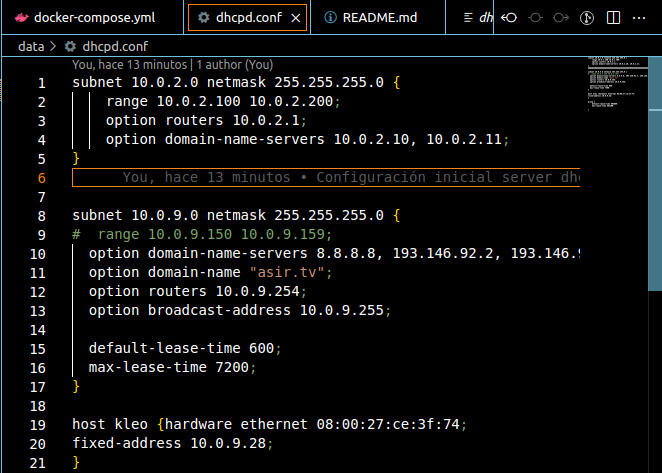 docker-compose.yml dhcpd.conf README.md dh
data > dhcpd.conf
You, hace 13 minutos | 1 author (You)
1 subnet 10.0.2.0 netmask 255.255.255.0 {
2 range 10.0.2.100 10.0.2.200;
3 option routers 10.0.2.1;
4 option domain-name-servers 10.0.2.10, 10.0.2.11;
5 }
6 You, hace 13 minutos • Configuración inicial server dh
7
8 subnet 10.0.9.0 netmask 255.255.255.0 {
9 #  range 10.0.9.150 10.0.9.159;
10 option domain-name-servers 8.8.8.8, 193.146.92.2, 193.146.9
11 option domain-name "asir.tv";
12 option routers 10.0.9.254;
13 option broadcast-address 10.0.9.255;
14
15 default-lease-time 600;
16 max-lease-time 7200;
17 }
18
19 host kleo {hardware ethernet 08:00:27:ce:3f:74;
20 fixed-address 10.0.9.28;
21 }